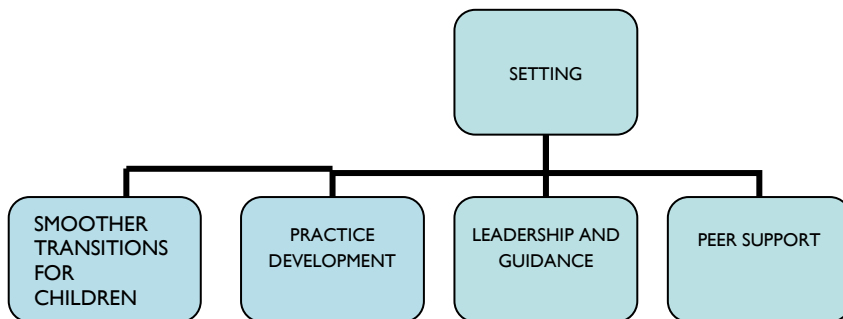 SETTING
SMOOTHER
TRANSITIONS
FOR
CHILDREN
PRACTICE
DEVELOPMENT
LEADERSHIP AND
GUIDANCE
PEER SUPPORT